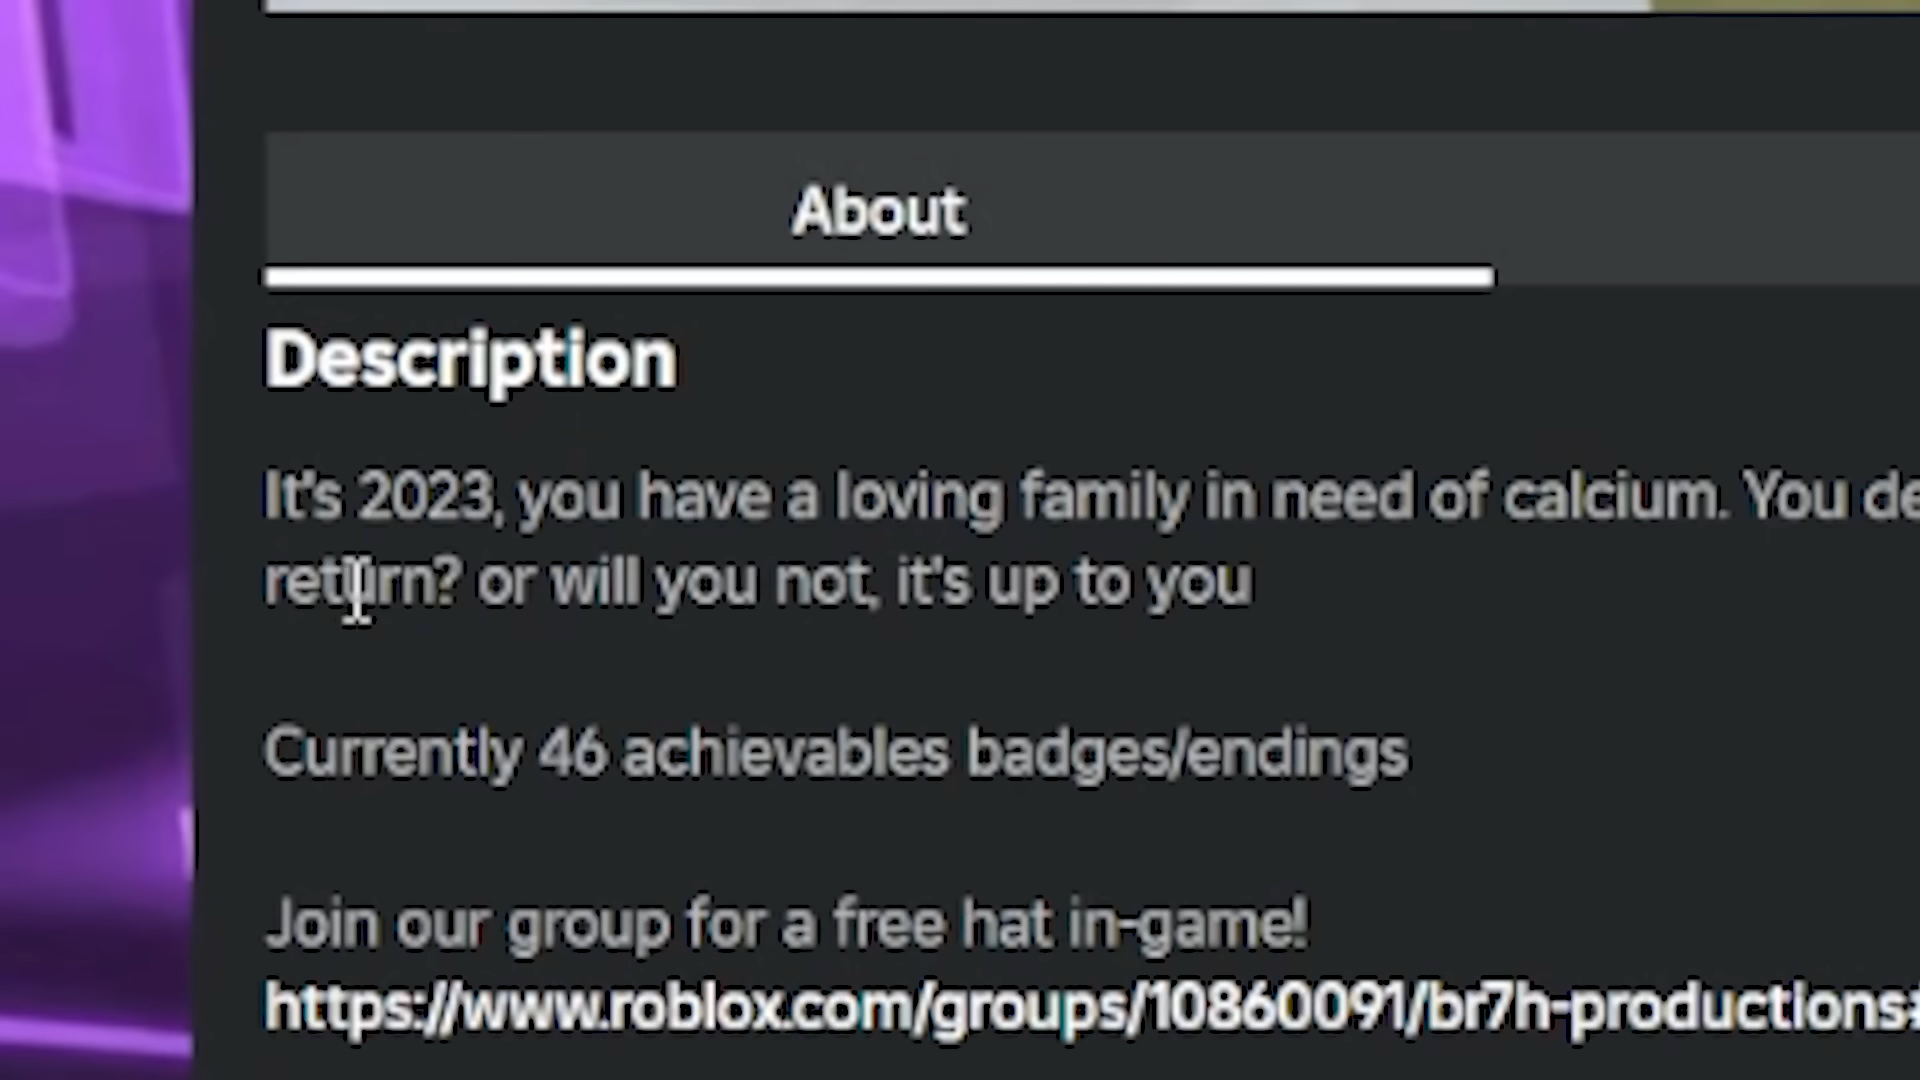 About
Description
It's 2023, you have a loving family in need of calcium. You
return? or will you not, it's up to you
Currently 46 achievables badges/endings
Join our group for a free hat in-game!
https://www.roblox.com/groups/10860091/br7h-productions